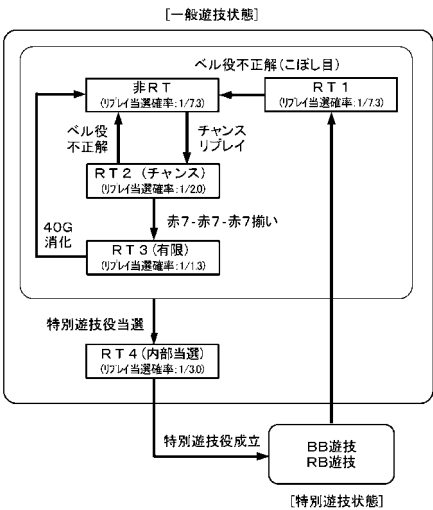 [一般遊技状態]
ベル役不正解(こぼし目)
非RT
(リプレイ当選確率:1/7.3)
RT1
(リプレイ当選確率:1/7.3)
ベル役
不正解
チャンス
リプレイ
RT2 (チャンス)
(リプレイ当選確率:1/2.0)
40G
消化
赤7-赤7-赤7揃い
RT3(有限)
(リプレイ当選確率:1/1.3)
特別遊技役当選
RT4(内部当選)
(リプレイ当選確率:1/3.0)
特別遊技役成立
BB遊技
RB遊技
[特別遊技状態]